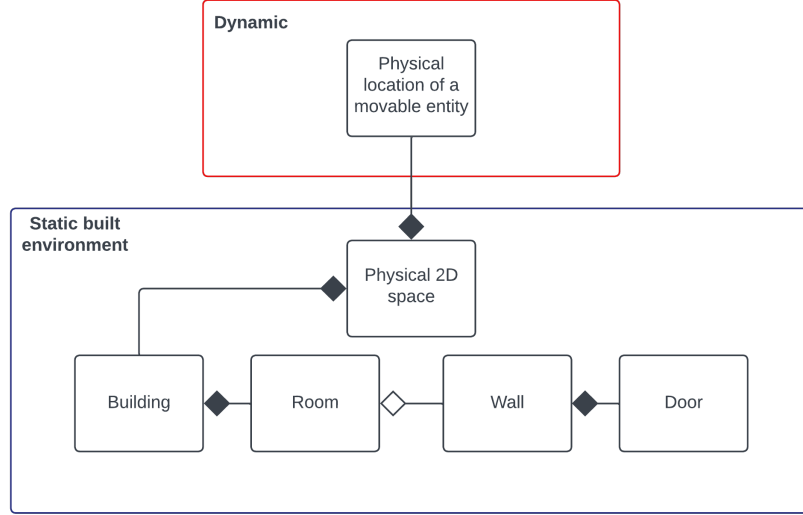 Dynamic
Physical
location of a
movable entity
Static built
environment
Physical 2D
space
Building
Room
Wall
Door